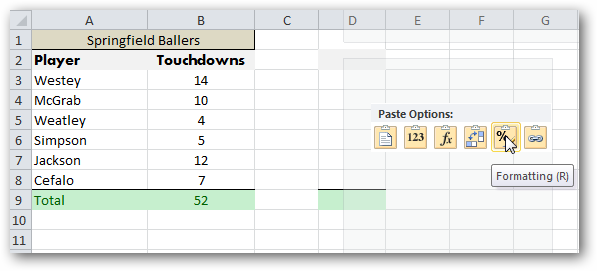 A B C D E F G
1 Springfield Ballers
2 Player Touchdowns
3 Westey 14
4 McGrab 10
Paste Options:
5 Weatley 4
6 Simpson 5
123 fx %
7 Jackson 12
8 Cefalo 7
Formatting (R)
9 Total 52
10
11